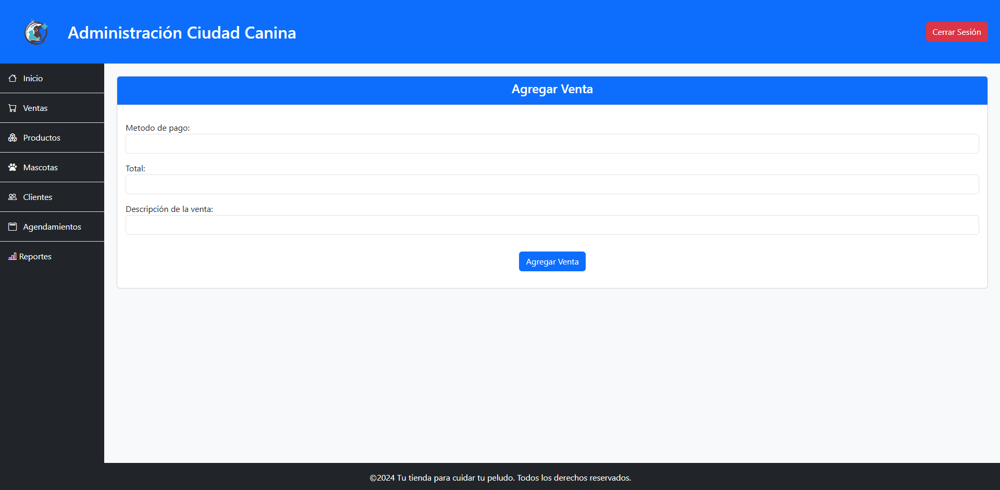 Administración Ciudad Canina
Cerrar Sesión
Inicio
Ventas
Productos
Mascotas
Clientes
Agendamientos
Reportes
Agregar Venta
Metodo de pago:
Total:
Descripción de la venta:
Agregar Venta
©2024 Tu tienda para cuidar tu peludo. Todos los derechos reservados.